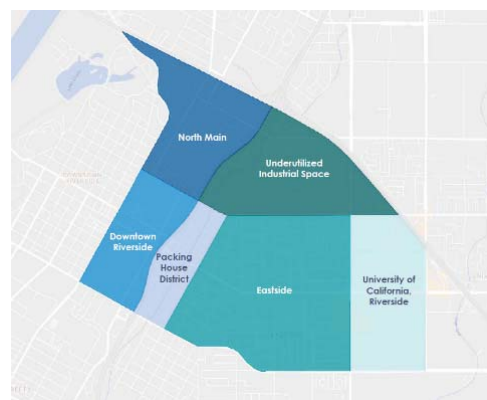 North Main
Underutilized
Industrial Space
Downtown
Riverside
Packing
House
District
Eastside
University of
California,
Riverside